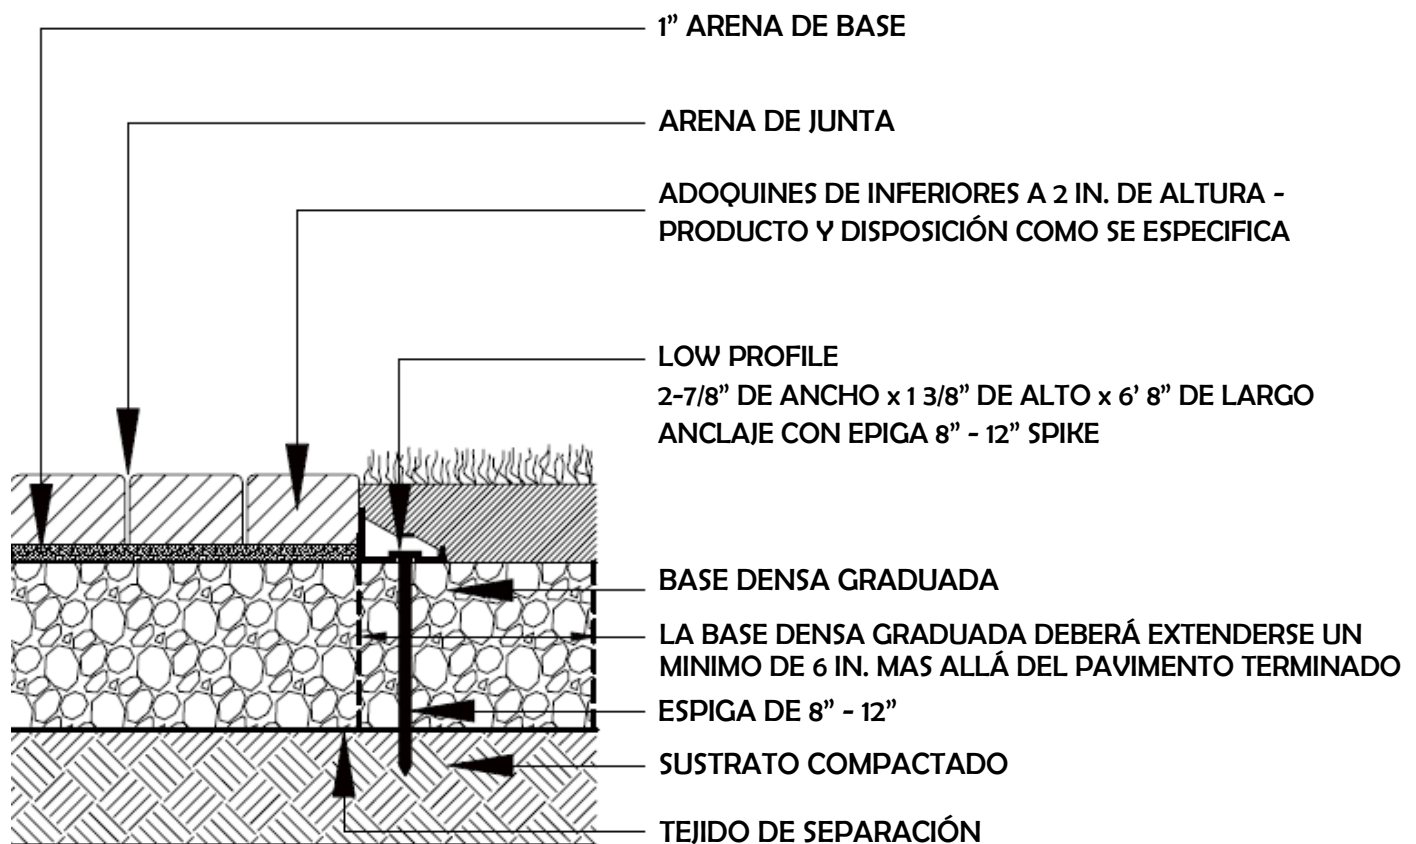 1” ARENA DE BASE
ARENA DE JUNTA
ADOQUINES DE INFERIORES A 2 IN. DE ALTURA -
PRODUCTO Y DISPOSICIÓN COMO SE ESPECIFICA
LOW PROFILE
2-7/8” DE ANCHO x 1 3/8” DE ALTO x 6’ 8” DE LARGO
ANCLAJE CON EPIGA 8” - 12” SPIKE
BASE DENSA GRADUADA
LA BASE DENSA GRADUADA DEBERÁ EXTENDERSE UN
MINIMO DE 6 IN. MAS ALLÁ DEL PAVIMENTO TERMINADO
ESPIGA DE 8” - 12”
SUSTRATO COMPACTADO
TEJIDO DE SEPARACIÓN